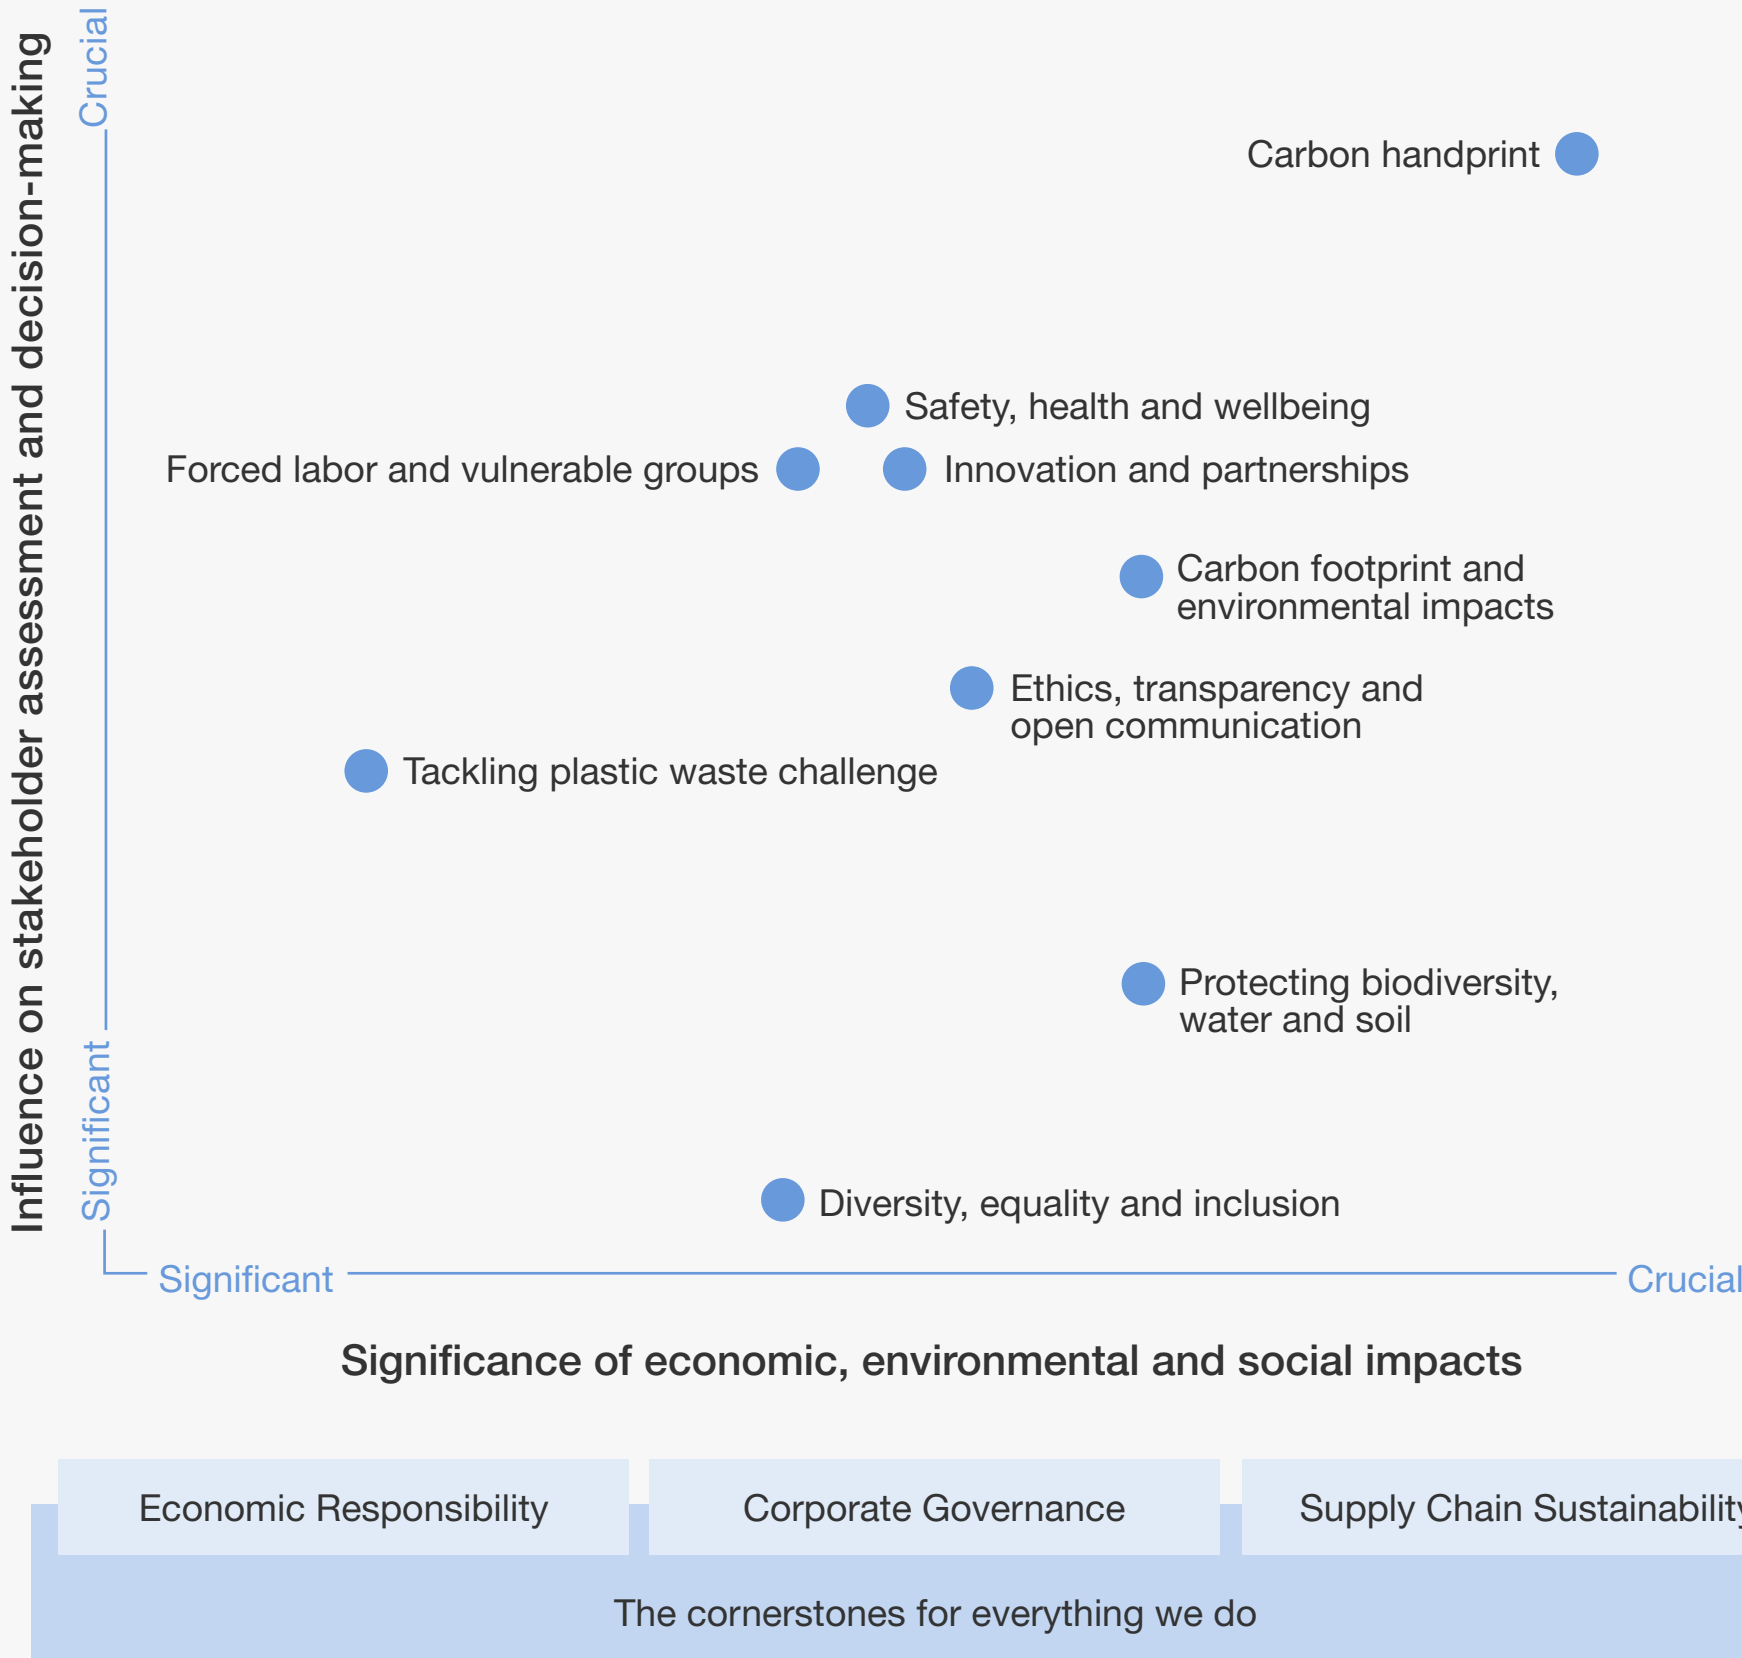 Influence on stakeholder assessment and decision-making
Crucial
Significant
Carbon handprint
Safety, health and wellbeing
Forced labor and vulnerable groups
Innovation and partnerships
Carbon footprint and
environmental impacts
Ethics, transparency and
open communication
Tackling plastic waste challenge
Protecting biodiversity,
water and soil
Diversity, equality and inclusion
Significant
Crucial
Significance of economic, environmental and social impacts
Economic Responsibility
Corporate Governance
Supply Chain Sustainability
The cornerstones for everything we do